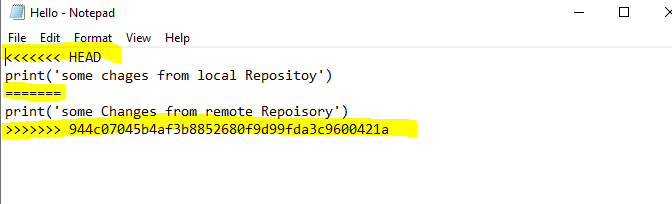 Hello - Notepad
File Edit Format View Help
<<<<<<< HEAD
print('some chages from local Repositoy')
=======
print('some Changes from remote Repoisory')
>>>>>>> 944c07045b4af3b8852680f9d99fda3c9600421a